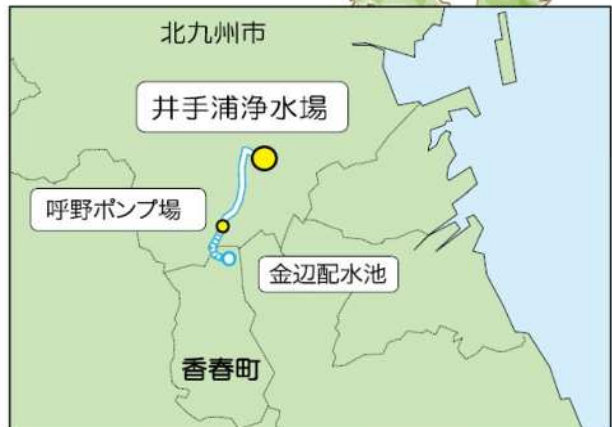 北九州市
井手浦浄水場
呼野ポンプ場
金辺配水池
香春町